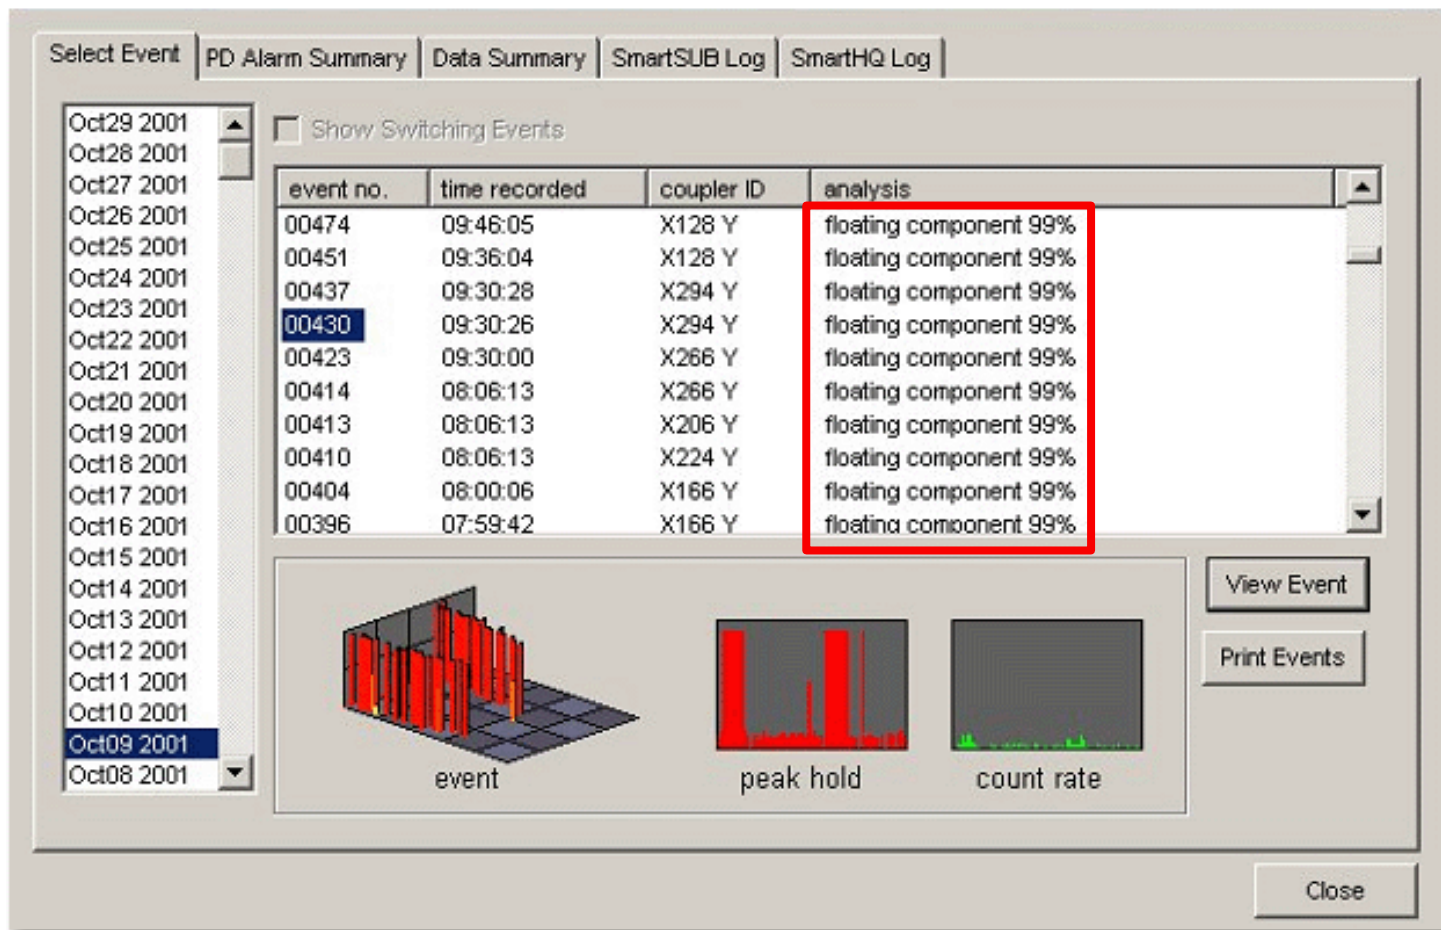 Select Event PD Alarm Summary Data Summary SmartSUB Log SmartHQ Log
Oct29 2001
Oct28 2001
Oct27 2001
Oct26 2001
Oct25 2001
Oct24 2001
Oct23 2001
Oct22 2001
Oct21 2001
Oct20 2001
Oct19 2001
Oct18 2001
Oct17 2001
Oct16 2001
Oct15 2001
Oct14 2001
Oct13 2001
Oct12 2001
Oct11 2001
Oct10 2001
Oct09 2001
Oct08 2001
Show Switching Events
event no. time recorded coupler ID analysis
00474 09:46:05 X128 Y floating component 99%
00451 09:36:04 X128 Y floating component 99%
00437 09:30:28 X294 Y floating component 99%
00430 09:30:26 X294 Y floating component 99%
00423 09:30:00 X266 Y floating component 99%
00414 08:06:13 X266 Y floating component 99%
00413 08:06:13 X206 Y floating component 99%
00410 08:06:13 X224 Y floating component 99%
00404 08:00:06 X166 Y floating component 99%
00396 07:59:42 X166 Y floating component 99%
event peak hold count rate
View Event
Print Events
Close